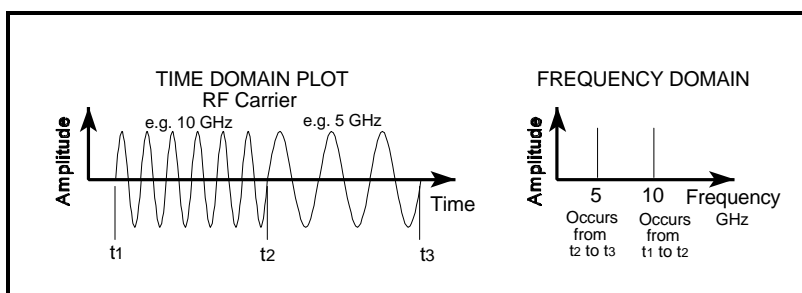 TIME DOMAIN PLOT
RF Carrier
e.g. 10 GHz
e.g. 5 GHz
Amplitude
Time
t1
t2
t3
FREQUENCY DOMAIN
Amplitude
5
10
Frequency
GHz
Occurs
from
t2 to t3
Occurs
from
t1 to t2